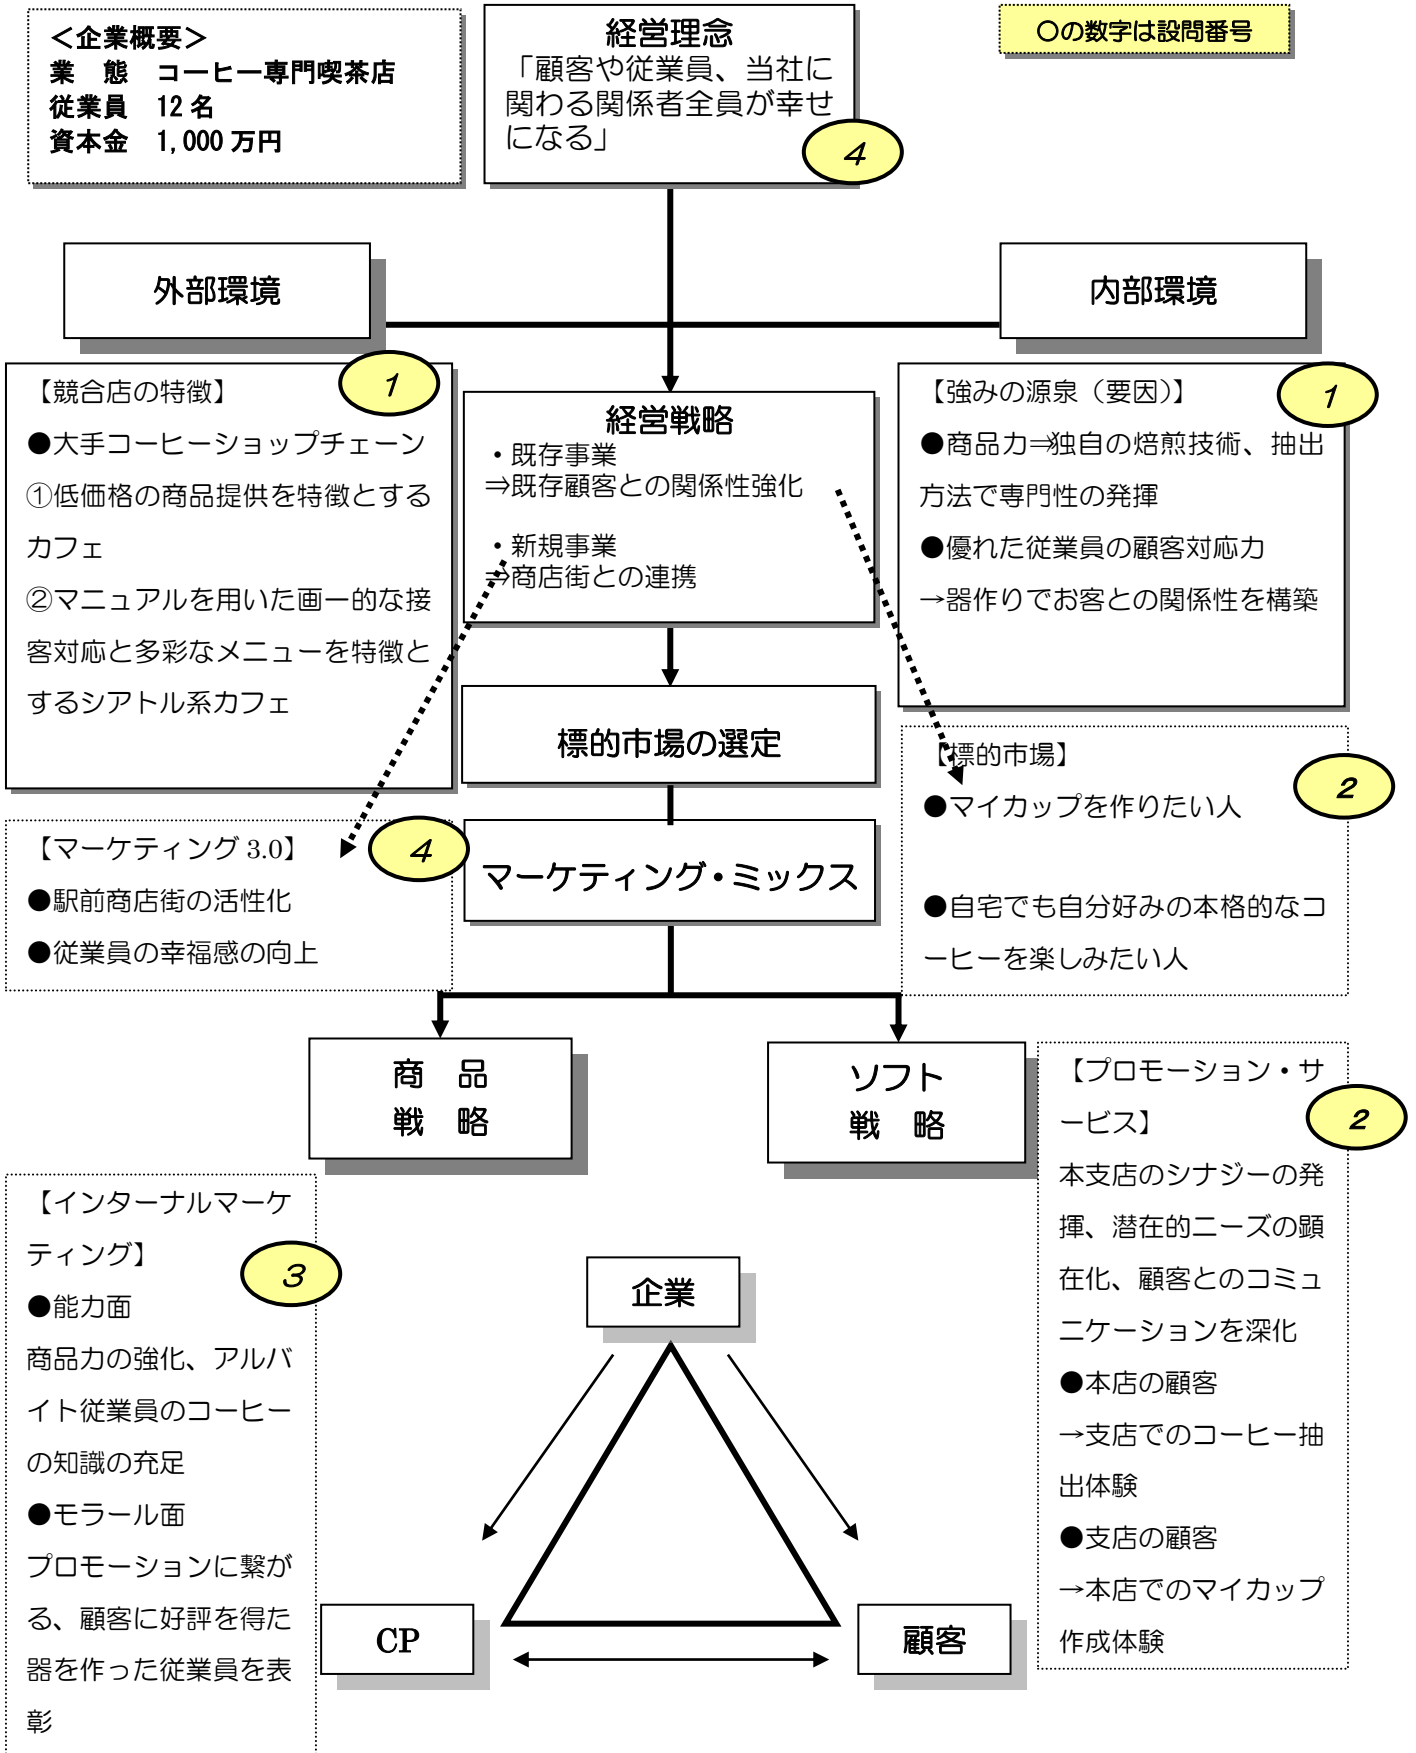 ＜企業概要＞
業　態　コーヒー専門喫茶店
従業員　12名
資本金　1,000万円
経営理念
「顧客や従業員、当社に
関わる関係者全員が幸せ
になる」
4
〇の数字は設問番号
外部環境
内部環境
【競合店の特徴】
1
●大手コーヒーショップチェーン
①低価格の商品提供を特徴とする
カフェ
②マニュアルを用いた画一的な接
客対応と多彩なメニューを特徴と
するシアトル系カフェ
経営戦略
・既存事業
⇒既存顧客との関係性強化
・新規事業
⇒商店街との連携
【強みの源泉（要因）】
1
●商品力⇒独自の焙煎技術、抽出
方法で専門性の発揮
●優れた従業員の顧客対応力
→器作りでお客との関係性を構築
標的市場の選定
【標的市場】
2
●マイカップを作りたい人
●自宅でも自分好みの本格的なコ
ーヒーを楽しみたい人
【マーケティング 3.0】
4
●駅前商店街の活性化
●従業員の幸福感の向上
マーケティング・ミックス
商　品
戦　略
ソフト
戦　略
【プロモーション・サ
ービス】
2
本支店のシナジーの発
揮、潜在的ニーズの顕
在化、顧客とのコミュ
ニケーションを深化
●本店の顧客
→支店でのコーヒー抽
出体験
●支店の顧客
→本店でのマイカップ
作成体験
【インターナルマーケ
ティング】
3
●能力面
商品力の強化、アルバ
イト従業員のコーヒー
の知識の充足
●モラール面
プロモーションに繋が
る、顧客に好評を得た
器を作った従業員を表
彰
企業
CP
顧客